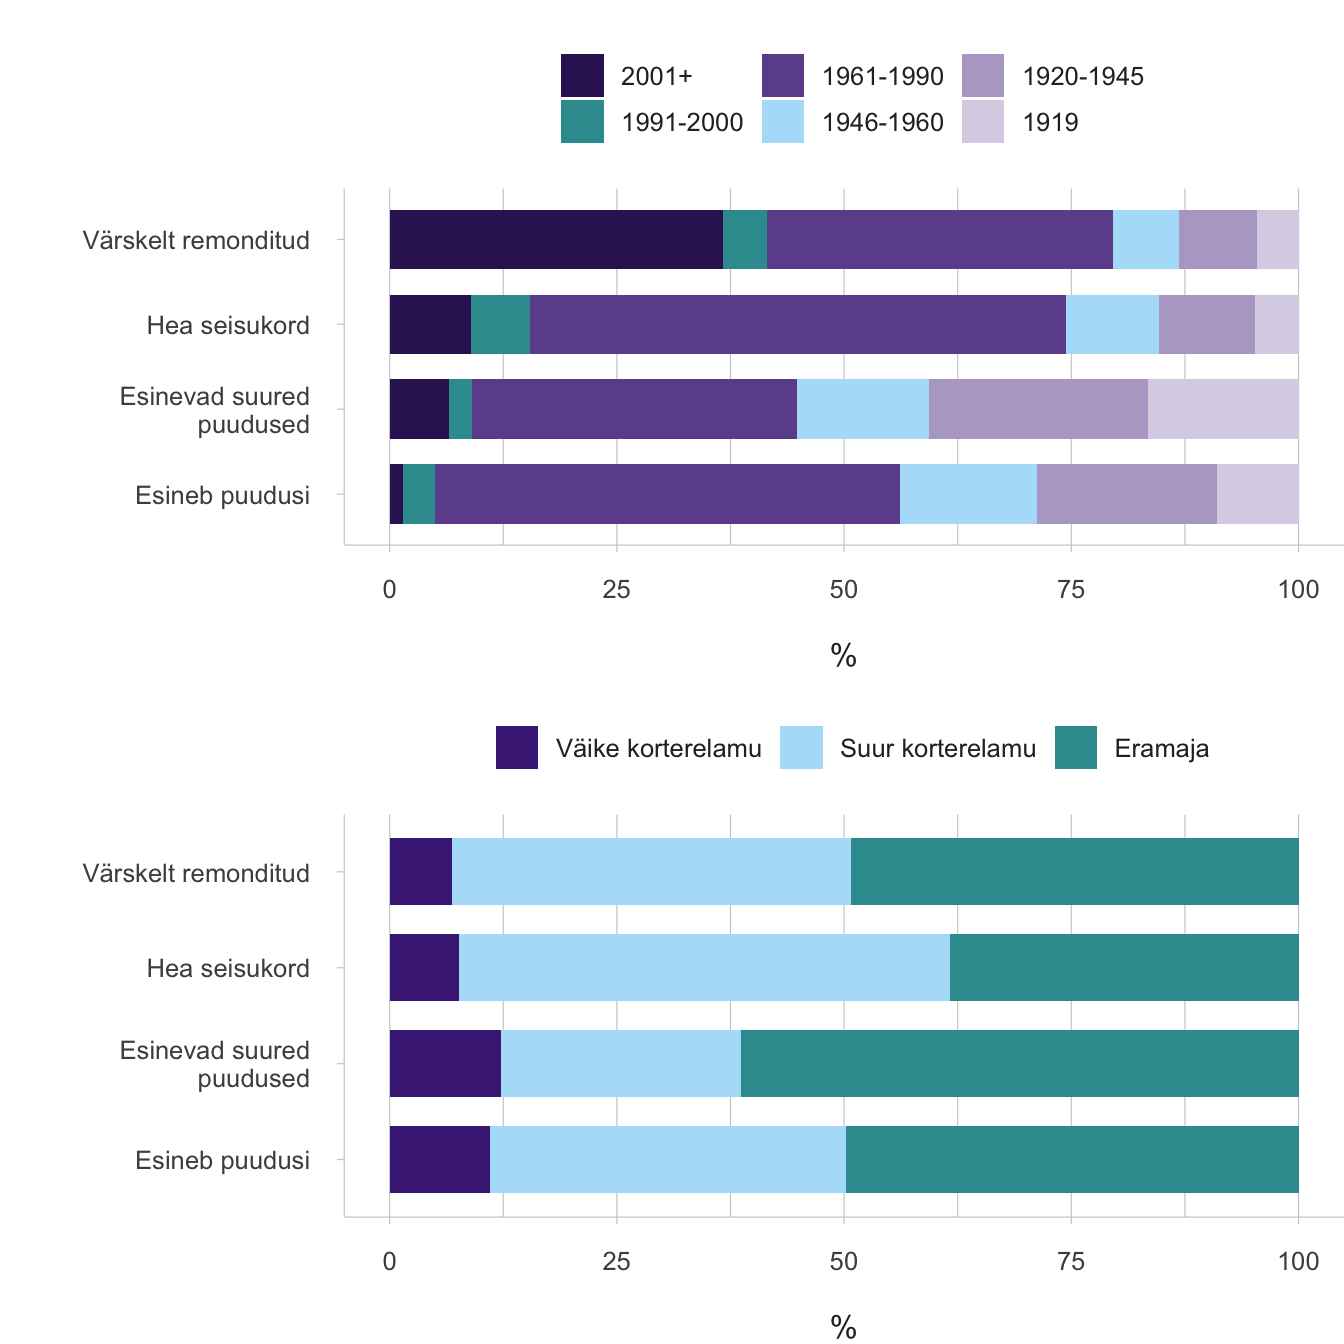 2001+ 1961-1990 1920-1945
1991-2000 1946-1960 1919
Värskelt remonditud
Hea seisukord
Esinevad suured
puudused
Esineb puudusi
0 25 50 75 100
%
Väike korterelamu Suur korterelamu Eramaja
Värskelt remonditud
Hea seisukord
Esinevad suured
puudused
Esineb puudusi
0 25 50 75 100
%